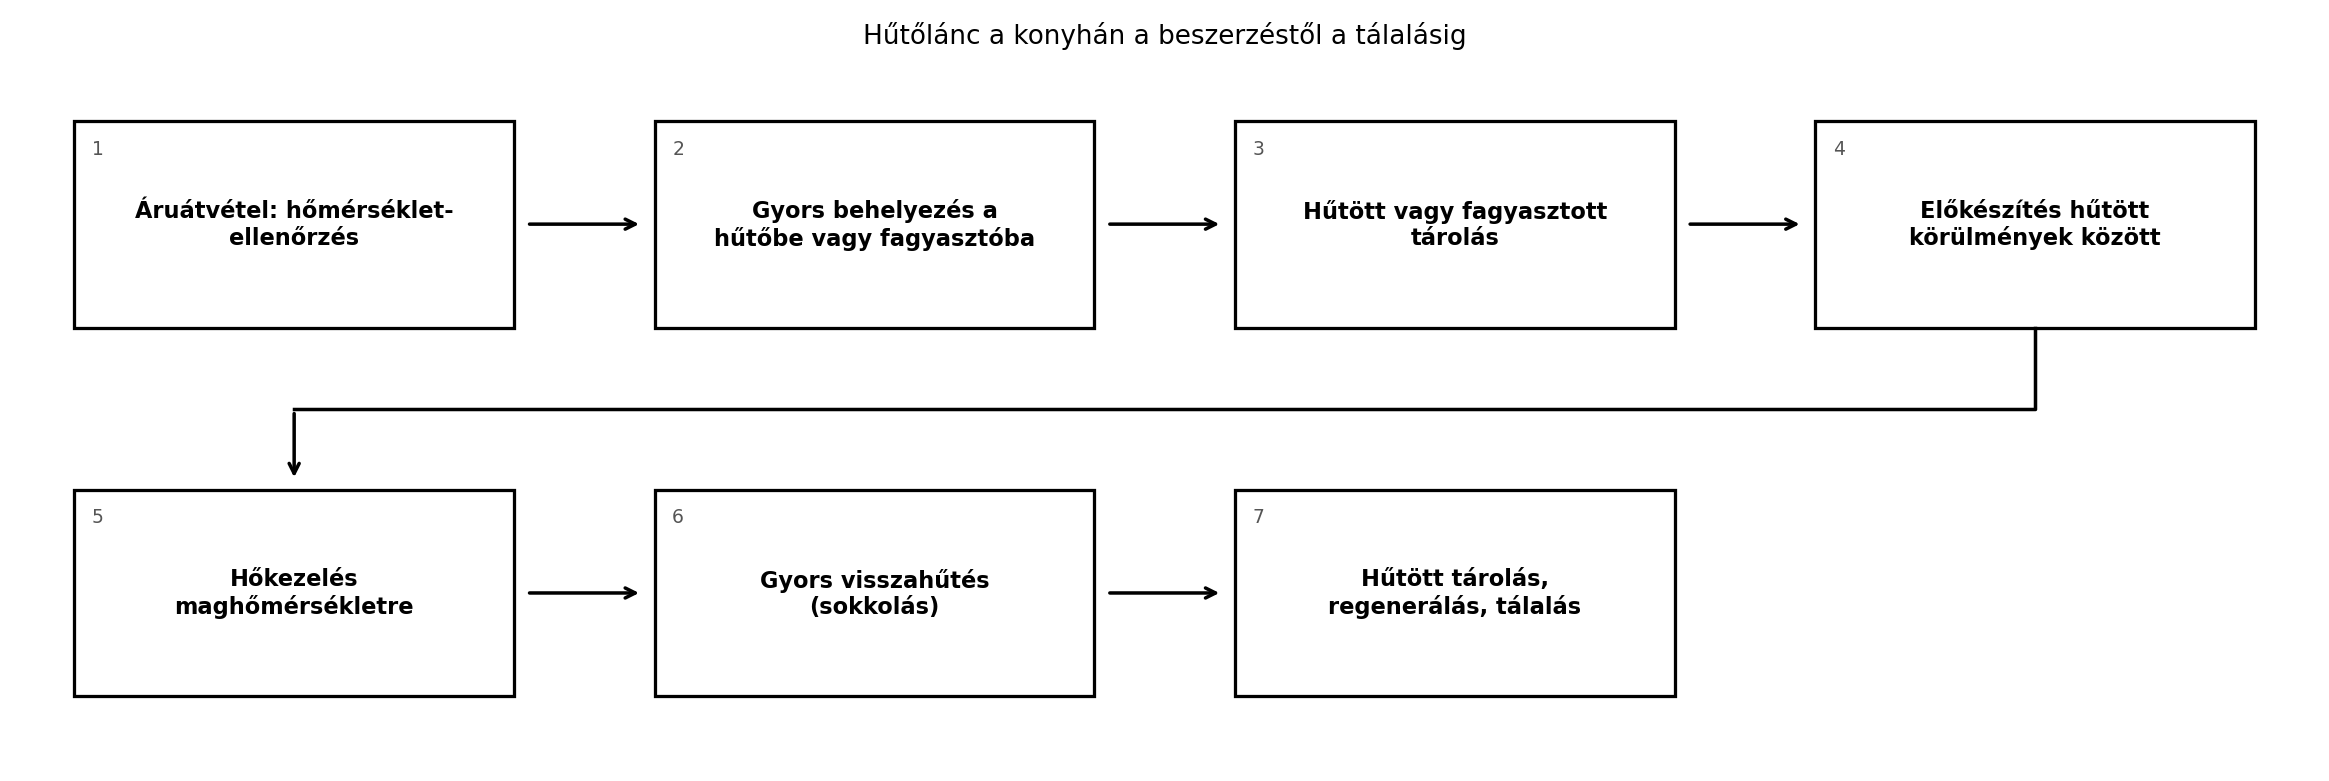 Hűtőlánc a konyhán a beszerzéstől a tálalásig
1
Áruátvétel: hőmérséklet-
ellenőrzés
2
Gyors behelyezés a
hűtőbe vagy fagyasztóba
3
Hűtött vagy fagyasztott
tárolás
4
Előkészítés hűtött
körülmények között
5
Hőkezelés
maghőmérsékletre
6
Gyors visszahűtés
(sokkolás)
7
Hűtött tárolás,
regenerálás, tálalás